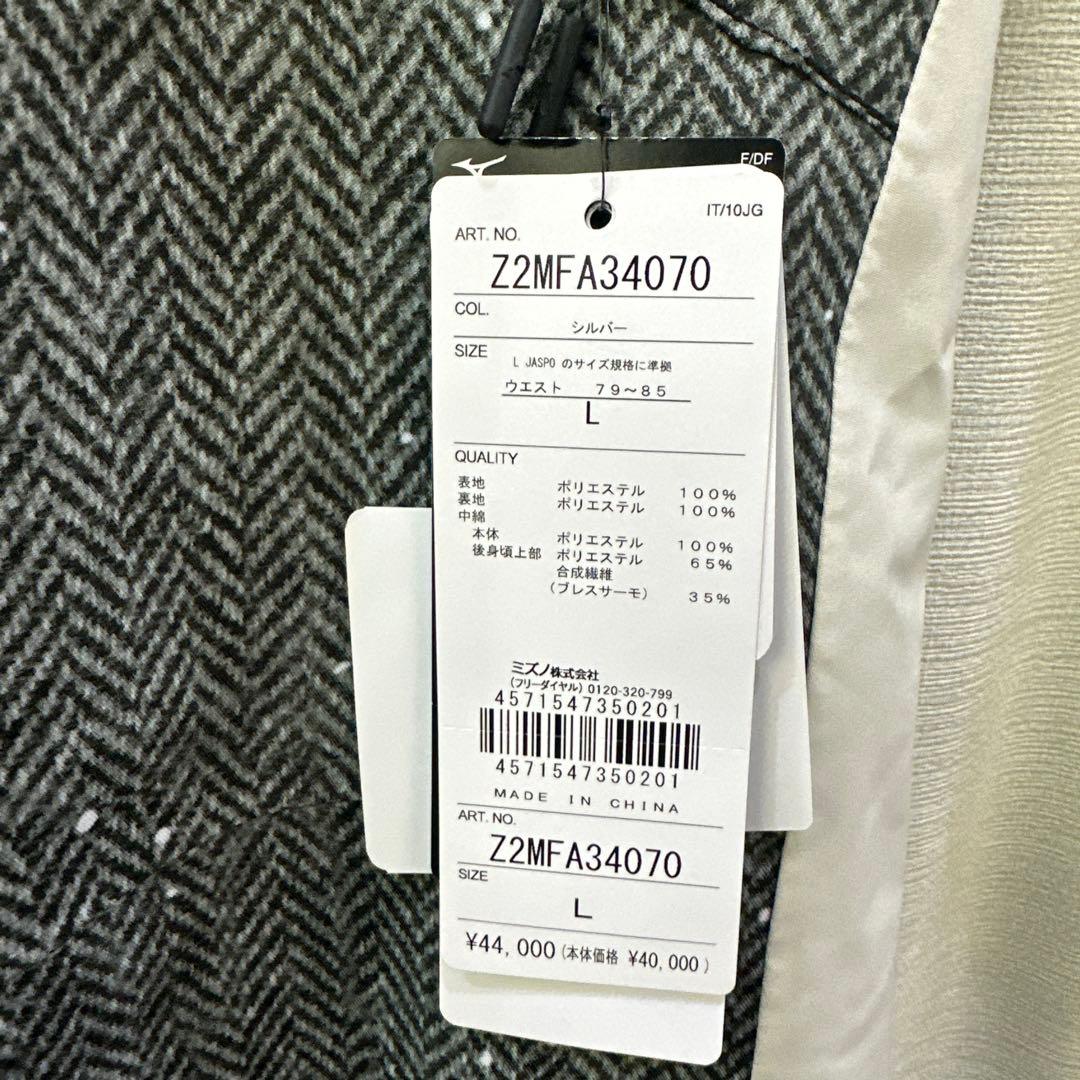 F/DF
IT/10JG
ART. NO.
Z2MFA34070
COL.
シルバー
SIZE
L JASPO のサイズ規格に準拠
ウエスト 79~85
L
QUALITY
表地 ポリエステル 100%
裏地 ポリエステル 100%
中綿
本体 ポリエステル 100%
後身頃上部 ポリエステル 65%
合成繊維
(ブレスサーモ) 35%
ミズノ株式会社
(フリーダイヤル) 0120-320-799
4571547350201
4571547350201
MADE IN CHINA
ART. NO.
Z2MFA34070
SIZE
L
¥44,000 (本体価格 ¥40,000)